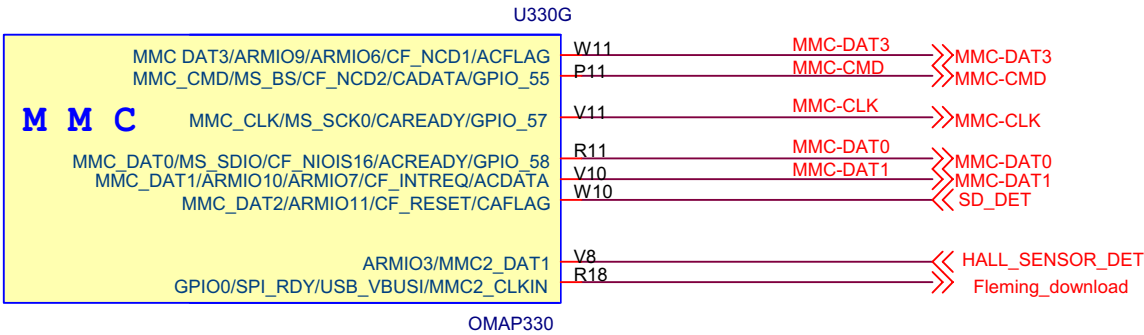 U330G
MMC DAT3/ARMIO9/ARMIO6/CF_NCD1/ACFLAG W11 MMC-DAT3 MMC-DAT3
MMC_CMD/MS_BS/CF_NCD2/CADATA/GPIO_55 P11 MMC-CMD MMC-CMD
M M C MMC_CLK/MS_SCK0/CAREADY/GPIO_57 V11 MMC-CLK MMC-CLK
MMC_DAT0/MS_SDIO/CF_NIOIS16/ACREADY/GPIO_58 R11 MMC-DAT0 MMC-DAT0
MMC_DAT1/ARMIO10/ARMIO7/CF_INTREQ/ACDATA V10 MMC-DAT1 MMC-DAT1
MMC_DAT2/ARMIO11/CF_RESET/CAFLAG W10 SD_DET
ARMIO3/MMC2_DAT1 V8 HALL_SENSOR_DET
GPIO0/SPI_RDY/USB_VBUSI/MMC2_CLKIN R18 Fleming_download
OMAP330